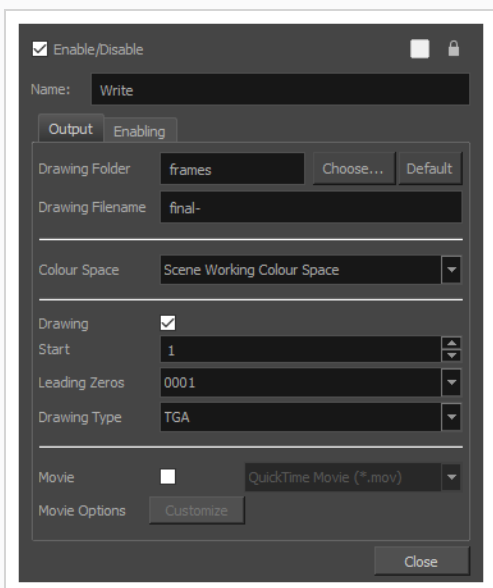 Enable/Disable
Name: Write
Output Enabling
Drawing Folder frames Choose... Default
Drawing Filename final-
Colour Space Scene Working Colour Space
Drawing
Start 1
Leading Zeros 0001
Drawing Type TGA
Movie QuickTime Movie (*.mov)
Movie Options Customize
Close